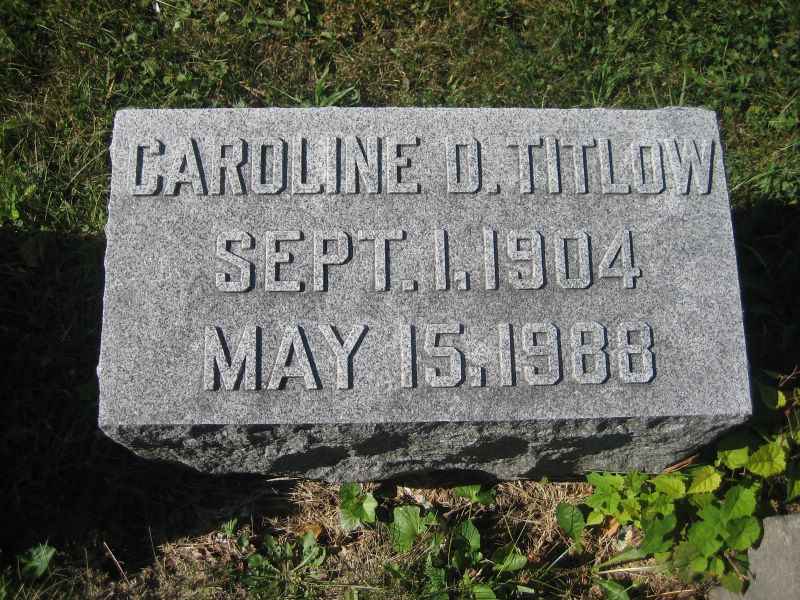 CAROLINE D. TITLOW
SEPT. 1. 1904
MAY 15. 1988